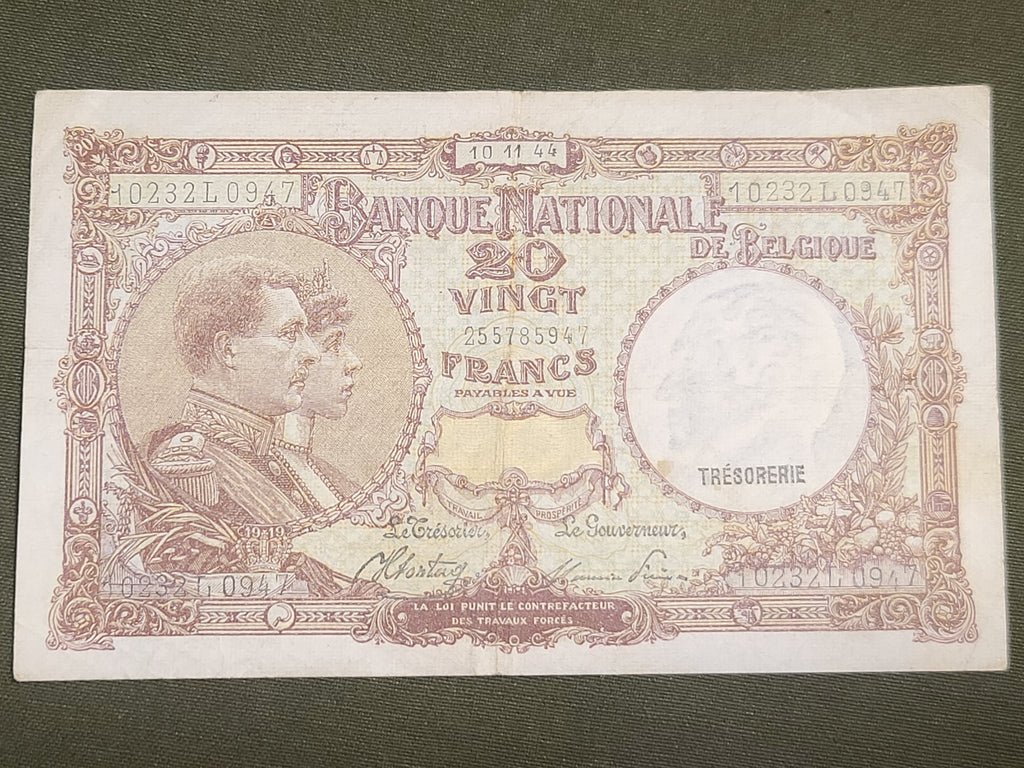 10 11 44
10232 L 0947
10232 L 0947
BANQUE NATIONALE
DE BELGIQUE
20
VINGT
255785947
FRANCS
PAYABLES A VUE
TRÉSORERIE
TRAVAIL PROSPÉRITÉ
Le Trésorier, Le Gouverneur,
1919
10232 L 0947
10232 L 0947
LA LOI PUNIT LE CONTREFACTEUR
DES TRAVAUX FORCÉS